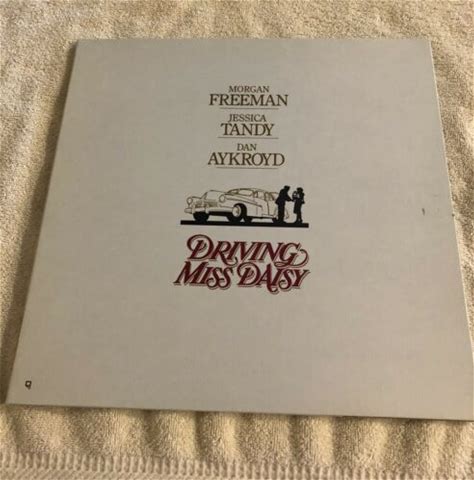 MORGAN
FREEMAN
JESSICA
TANDY
DAN
AYKROYD
DRIVING
MISS DAISY